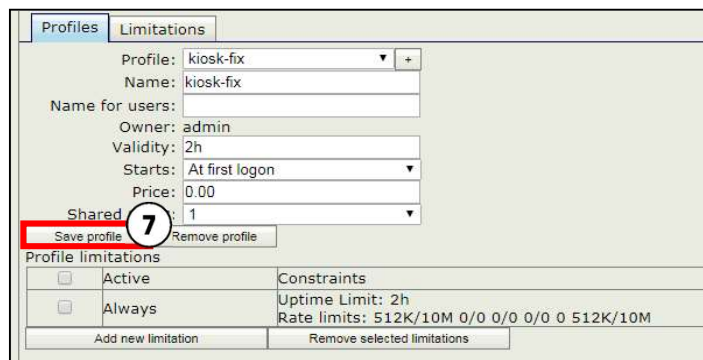 Profiles Limitations
Profile: kiosk-fix +
Name: kiosk-fix
Name for users:
Owner: admin
Validity: 2h
Starts: At first logon
Price: 0.00
Shared 1
7
Save profile Remove profile
Profile limitations
Active Constraints
Always Uptime Limit: 2h
Rate limits: 512K/10M 0/0 0/0 0/0 0 512K/10M
Add new limitation Remove selected limitations